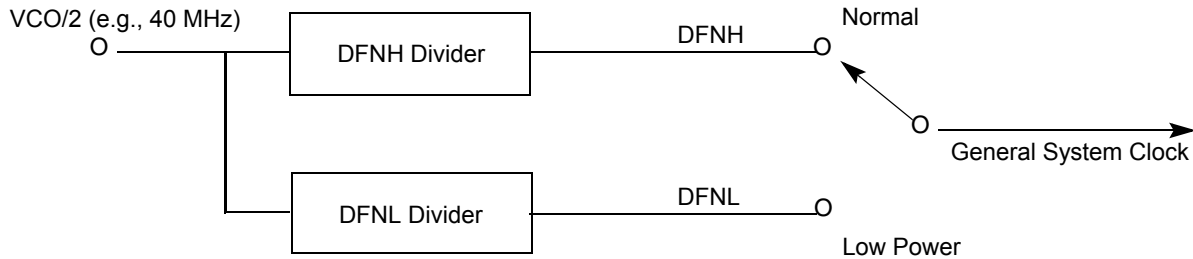 VCO/2 (e.g., 40 MHz)
O
DFNH Divider
DFNH
Normal
O
O
General System Clock
DFNL Divider
DFNL
O
Low Power